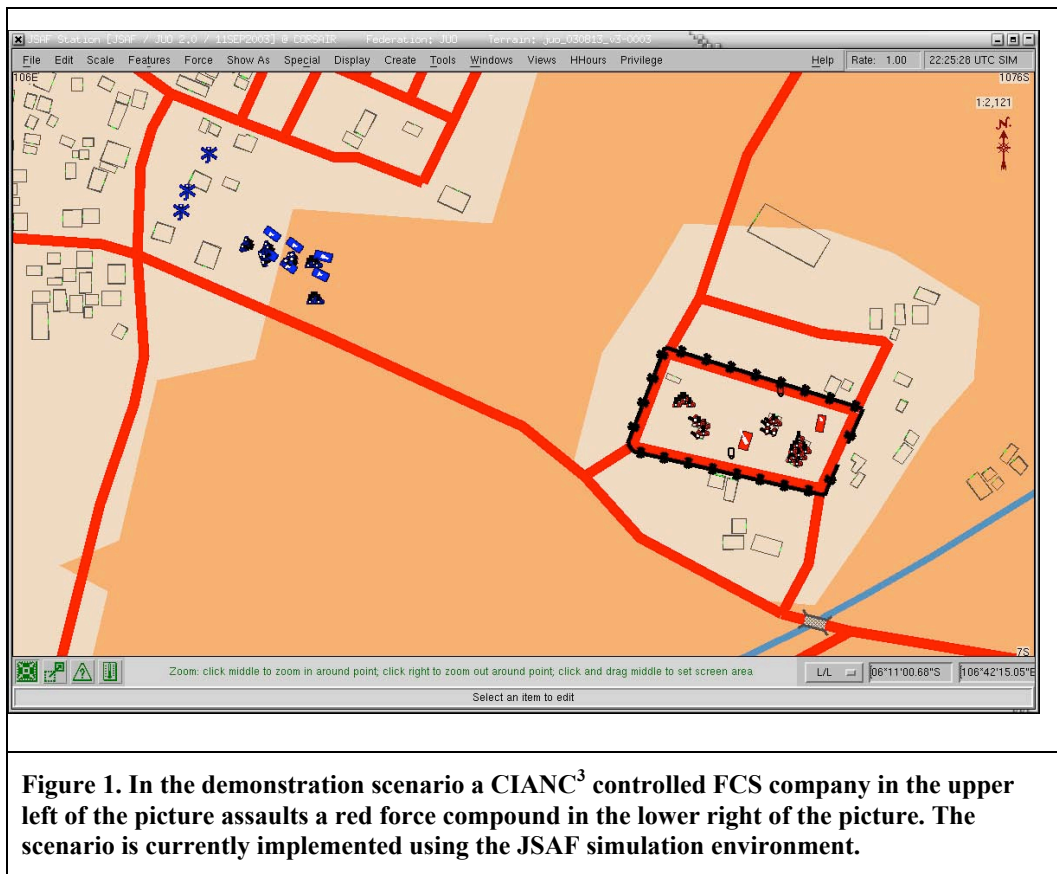 JSAF Station [JSAF / JUO 2.0 / 11SEP2003] @ CORSAIR Federation: JUO Terrain: juo_030813_v3-0003
File Edit Scale Features Force Show As Special Display Create Tools Windows Views HHours Privilege Help Rate: 1.00 22:25:28 UTC SIM
106E 1076S
1:2,121
N
7S
Zoom: click middle to zoom in around point; click right to zoom out around point; click and drag middle to set screen area L/L 06°11'00.68"S 106°42'15.05"E
Select an item to edit
Figure 1. In the demonstration scenario a CIANC³ controlled FCS company in the upper
left of the picture assaults a red force compound in the lower right of the picture. The
scenario is currently implemented using the JSAF simulation environment.